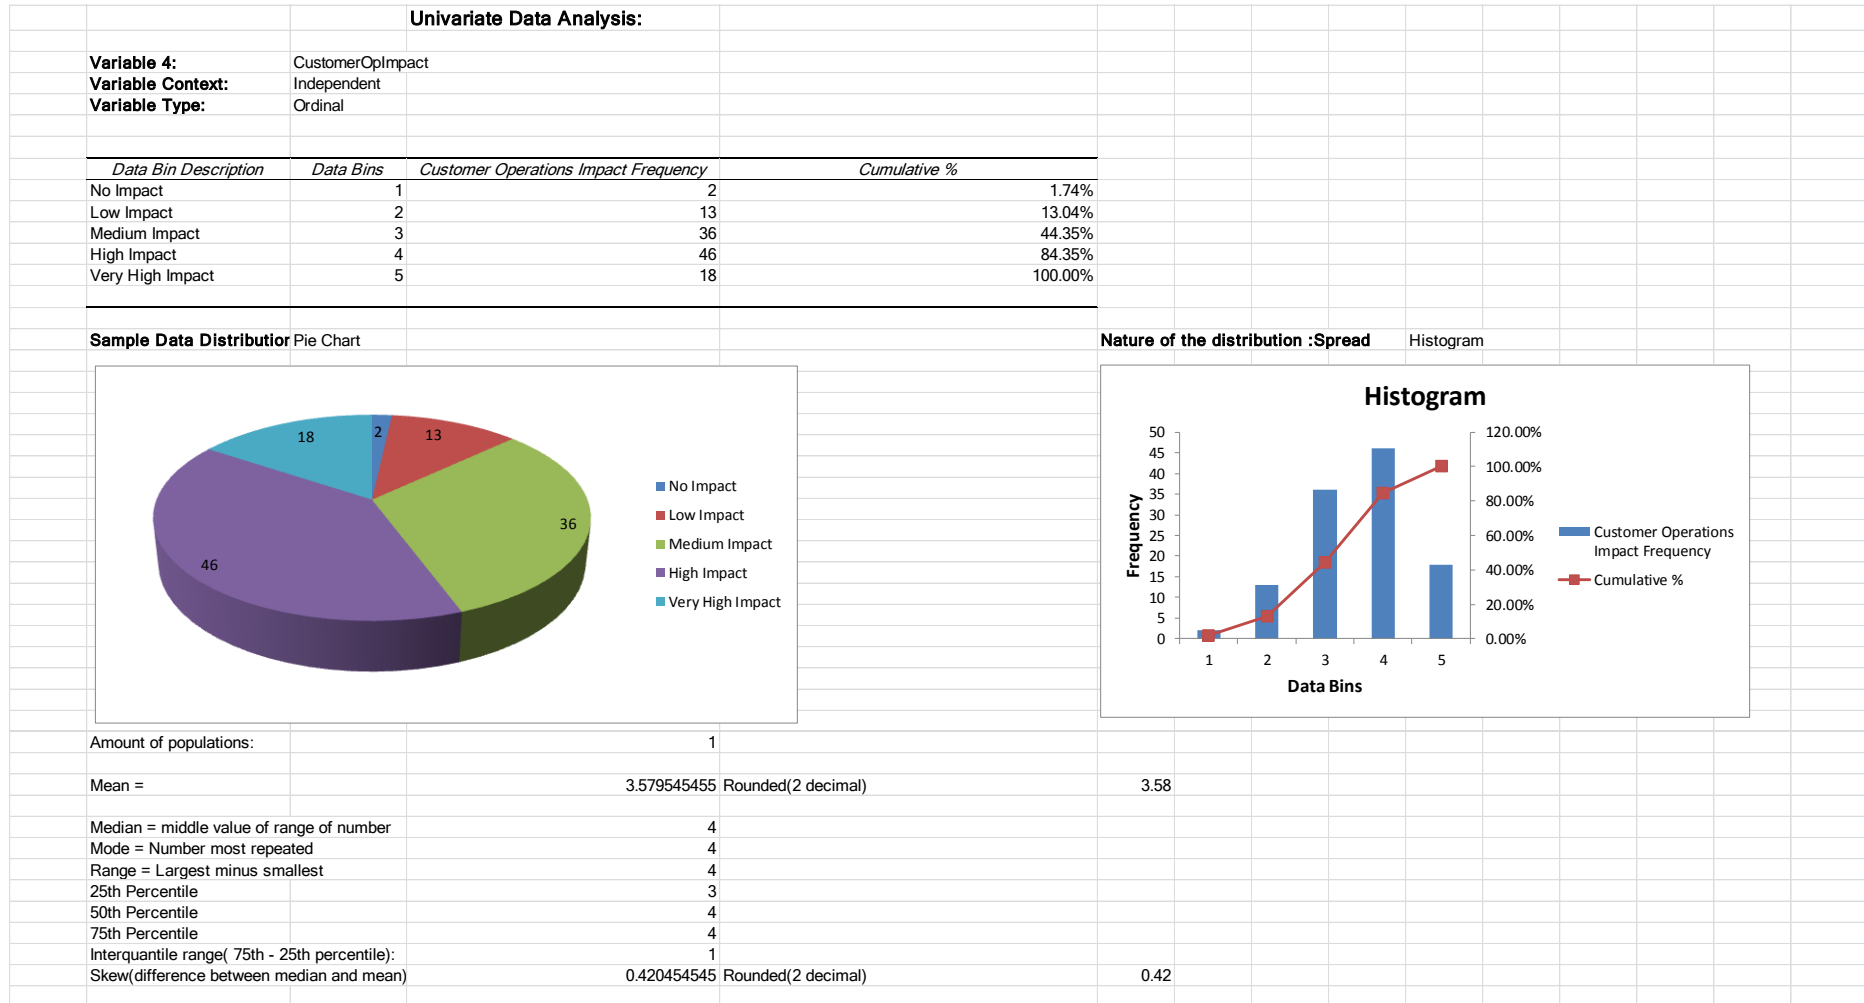 Univariate Data Analysis:
Variable 4: CustomerOpImpact
Variable Context: Independent
Variable Type: Ordinal
Data Bin Description Data Bins Customer Operations Impact Frequency Cumulative %
No Impact 1 2 1.74%
Low Impact 2 13 13.04%
Medium Impact 3 36 44.35%
High Impact 4 46 84.35%
Very High Impact 5 18 100.00%
Sample Data Distribution Pie Chart
Nature of the distribution :Spread Histogram
18 2 13
36
46
No Impact
Low Impact
Medium Impact
High Impact
Very High Impact
Histogram
50
45
40
35
30
25
20
15
10
5
0
Frequency
120.00%
100.00%
80.00%
60.00%
40.00%
20.00%
0.00%
1 2 3 4 5
Data Bins
Customer Operations
Impact Frequency
Cumulative %
Amount of populations: 1
Mean = 3.579545455 Rounded(2 decimal) 3.58
Median = middle value of range of number 4
Mode = Number most repeated 4
Range = Largest minus smallest 4
25th Percentile 3
50th Percentile 4
75th Percentile 4
Interquantile range( 75th - 25th percentile): 1
Skew(difference between median and mean) 0.420454545 Rounded(2 decimal) 0.42